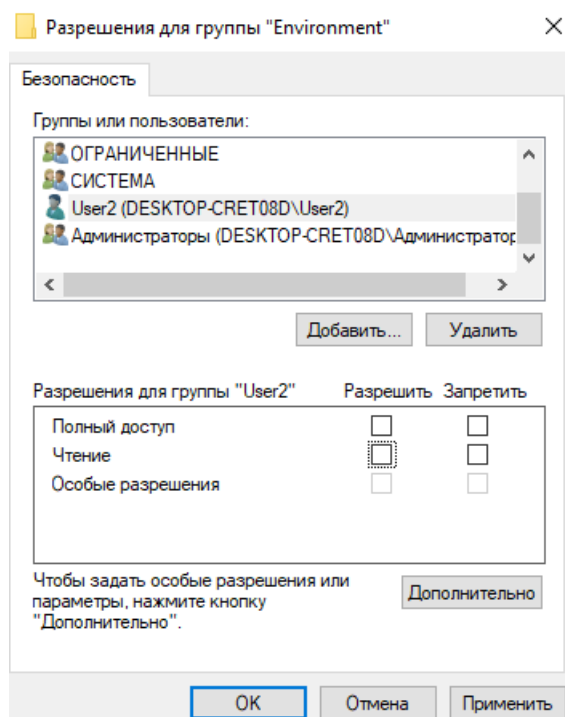 Разрешения для группы "Environment"
Безопасность
Группы или пользователи:
ОГРАНИЧЕННЫЕ
СИСТЕМА
User2 (DESKTOP-CRET08D\User2)
Администраторы (DESKTOP-CRET08D\Администратор
Добавить... Удалить
Разрешения для группы "User2" Разрешить Запретить
Полный доступ
Чтение
Особые разрешения
Чтобы задать особые разрешения или
параметры, нажмите кнопку
"Дополнительно".
Дополнительно
OK Отмена Применить